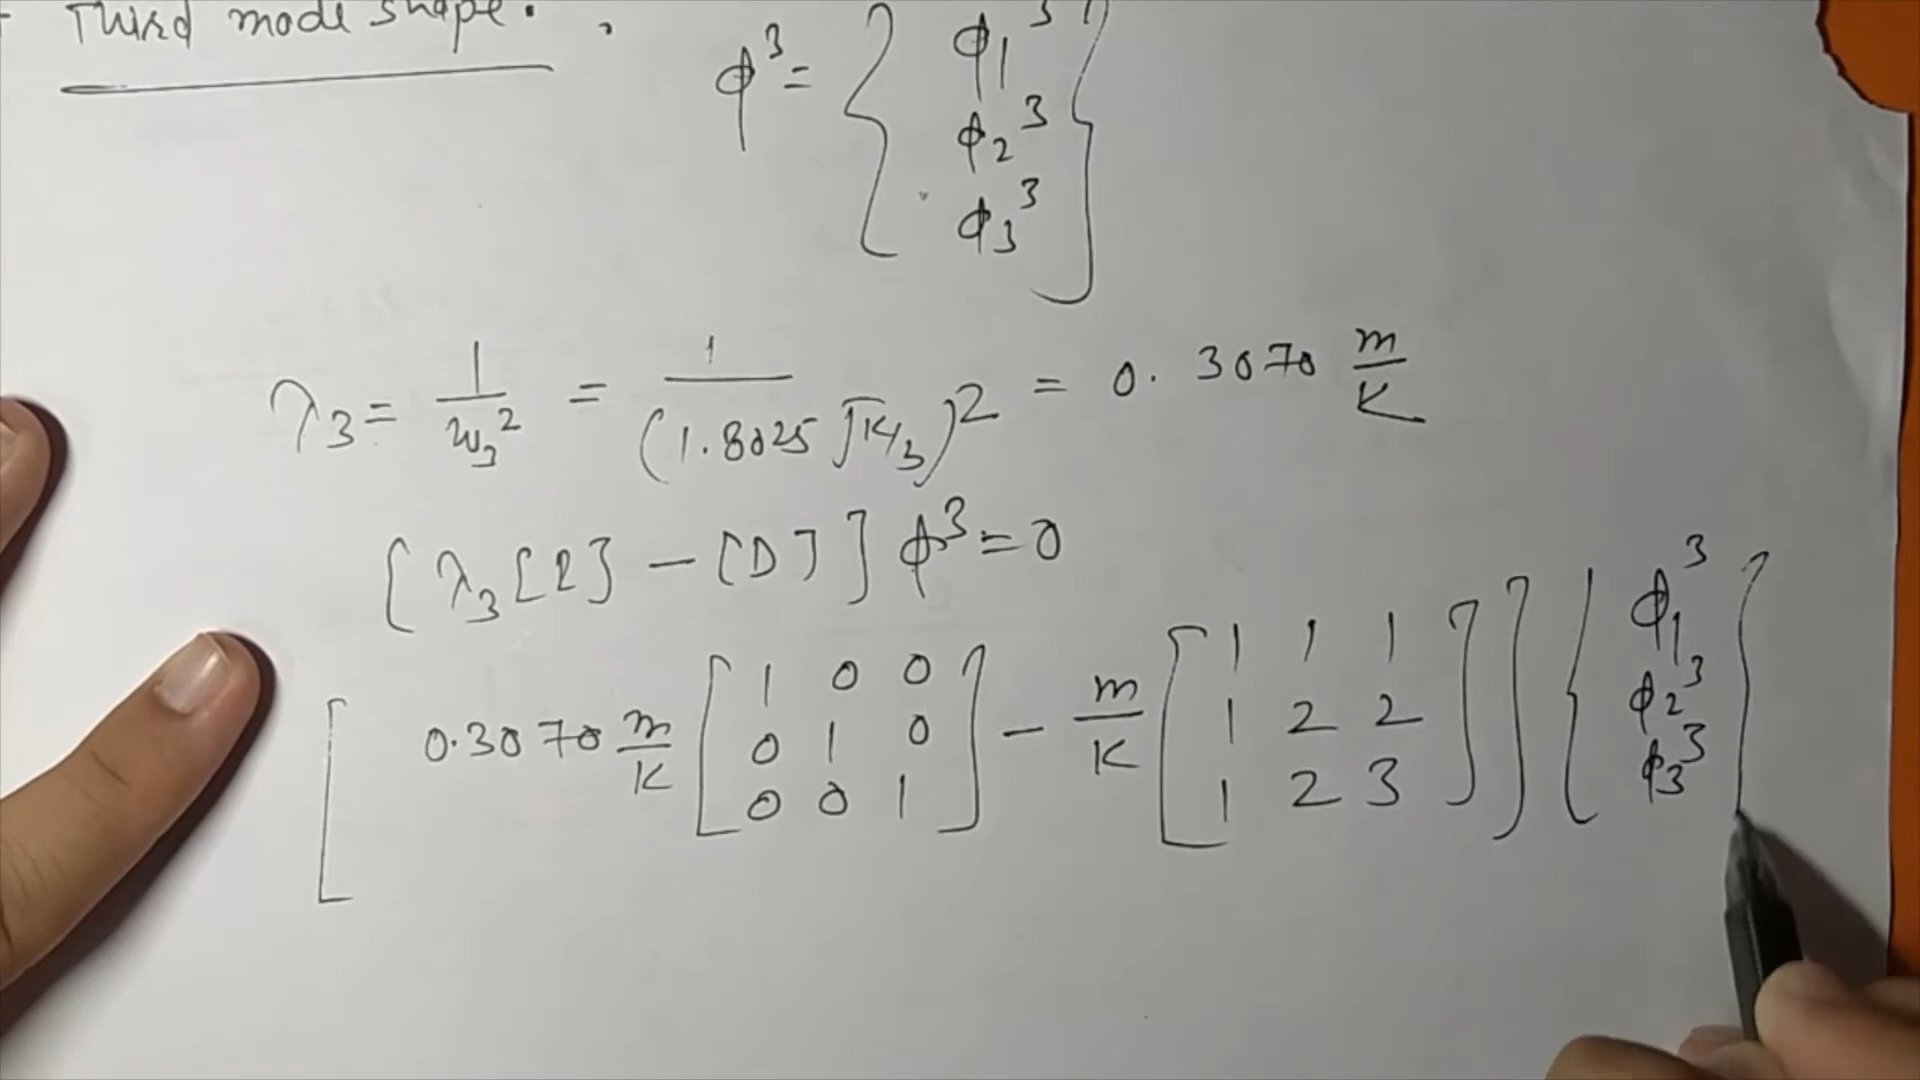 Third mode shape. , ϕ³ = { ϕ₁³
ϕ₂³
ϕ₃³ }
λ₃ = 1/ω₃² = 1/(1.8025 √K/3)² = 0.3070 m/K
[λ₃[I] − [D]] ϕ³ = 0
[ 0.3070 m/K [ 1 0 0
0 1 0
0 0 1 ] − m/K [ 1 1 1
1 2 2
1 2 3 ] ] { ϕ₁³
ϕ₂³
ϕ₃³ }